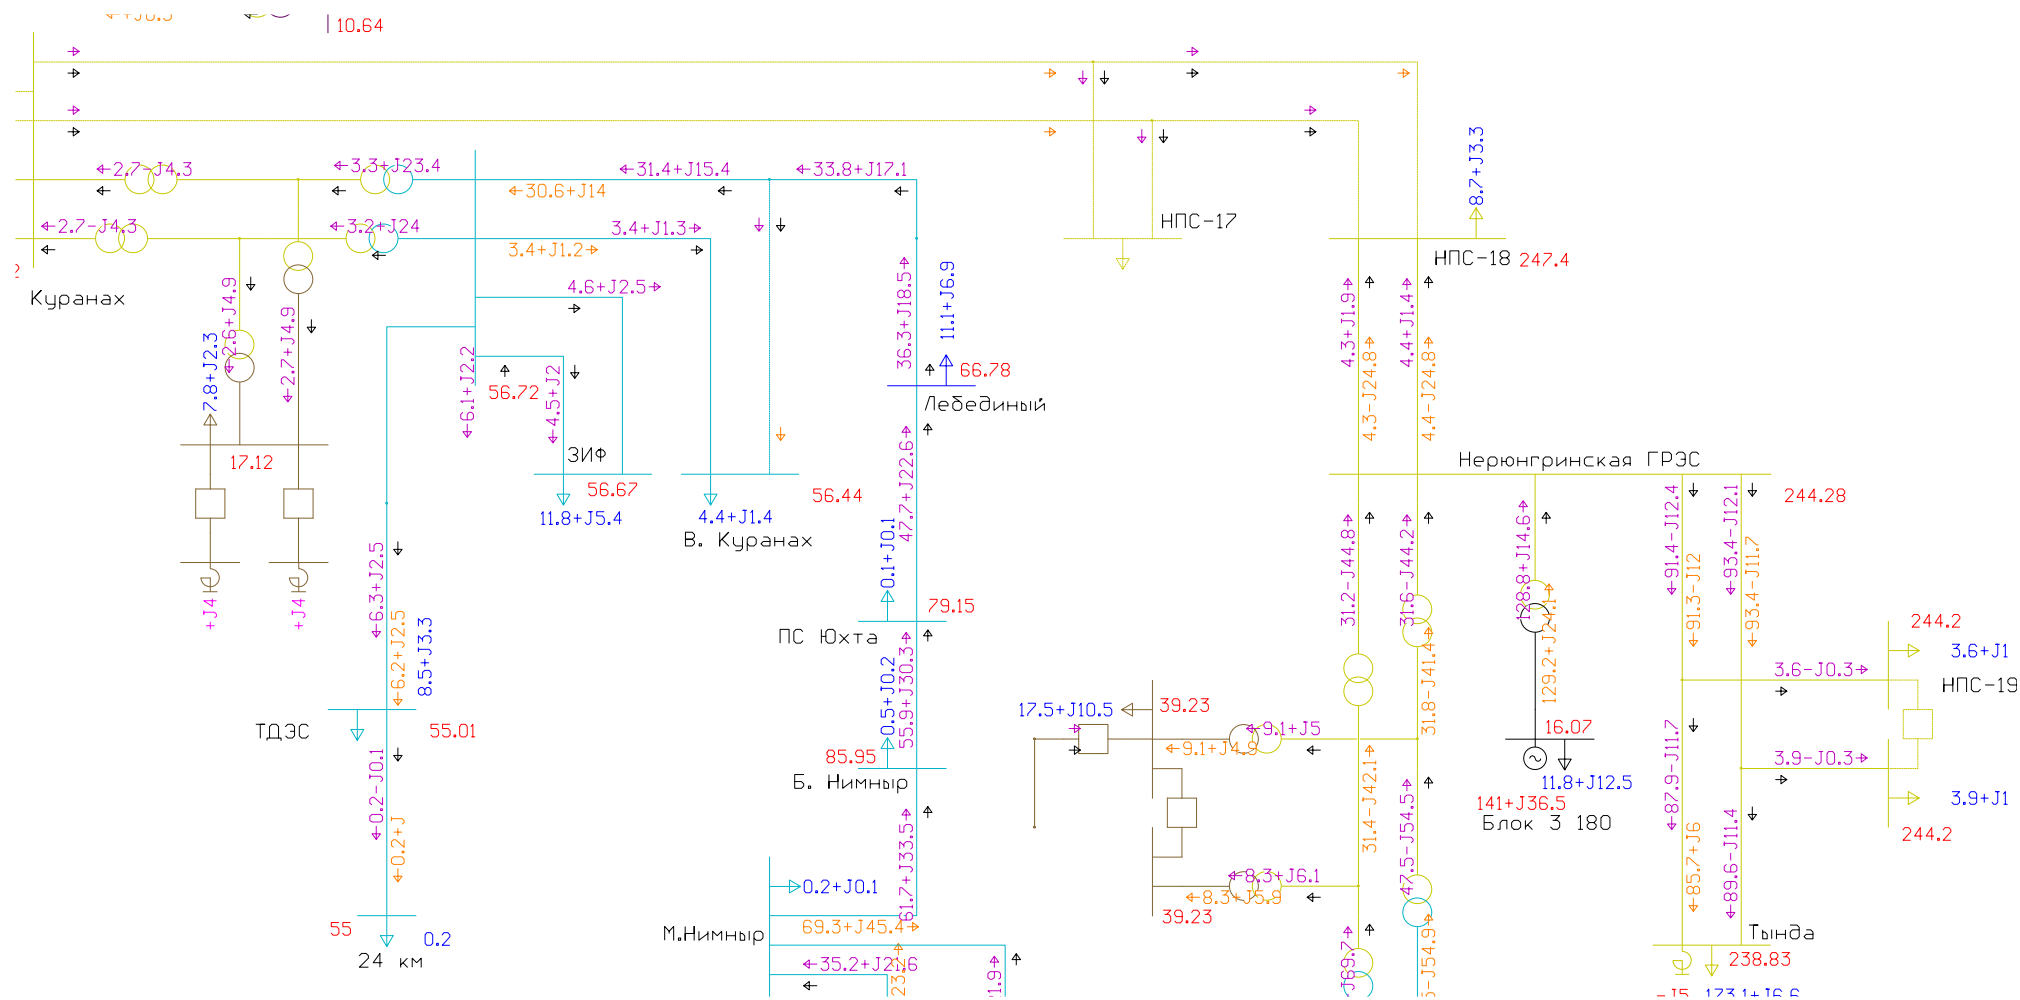 10.64
2.7-J4.3
3.3+J23.4
31.4+J15.4
33.8+J17.1
30.6+J14
2.7-J4.3
3.2+J24
3.4+J1.3
3.4+J1.2
НПС-17
8.7+J3.3
НПС-18
247.4
Куранах
4.6+J2.5
2.6+J4.9
2.7+J4.9
7.8+J2.3
36.3+J18.5
11.1+J6.9
4.3+J1.9
4.4+J1.4
4.3-J24.8
4.4-J24.8
6.1+J2.2
56.72
4.5+J2
66.78
Лебединый
17.12
ЗИФ
56.67
11.8+J5.4
56.44
4.4+J1.4
В. Куранах
47.7+J22.6
Нерюнгринская ГРЭС
244.28
+J4
+J4
6.3+J2.5
6.2+J2.5
8.5+J3.3
0.1+J0.1
79.15
ПС Юхта
31.2-J44.8
31.6-J44.2
128.8+J14.6
129.2+J24.1
91.4-J12.4
93.4-J12.1
91.3-J12
93.4-J11.7
244.2
3.6+J1
3.6-J0.3
НПС-19
ТДЭС
55.01
0.5+J0.2
55.9+J30.3
85.95
Б. Нимныр
17.5+J10.5
39.23
9.1+J5
9.1+J4.9
31.8-J41.4
31.4-J42.1
16.07
11.8+J12.5
141+J36.5
Блок 3 180
87.9-J11.7
3.9-J0.3
3.9+J1
244.2
0.2-J0.1
0.2+J
61.7+J33.5
0.2+J0.1
69.3+J45.4
М.Нимныр
8.3+J6.1
8.3+J5.9
39.23
47.5-J54.5
85.7+J6
89.6-J11.4
Тында
238.83
55
0.2
24 км